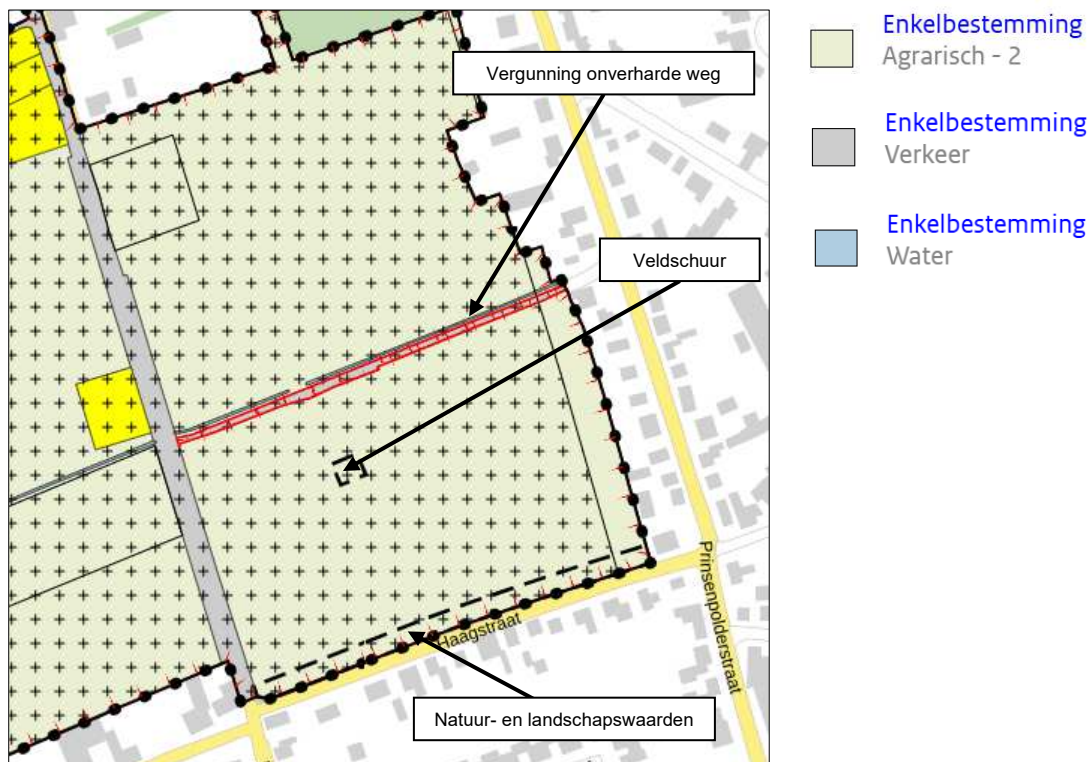 Vergunning onverharde weg
Veldschuur
Haagstraat
Prinsenpolderstraat
Natuur- en landschapswaarden
Enkelbestemming
Agrarisch - 2
Enkelbestemming
Verkeer
Enkelbestemming
Water